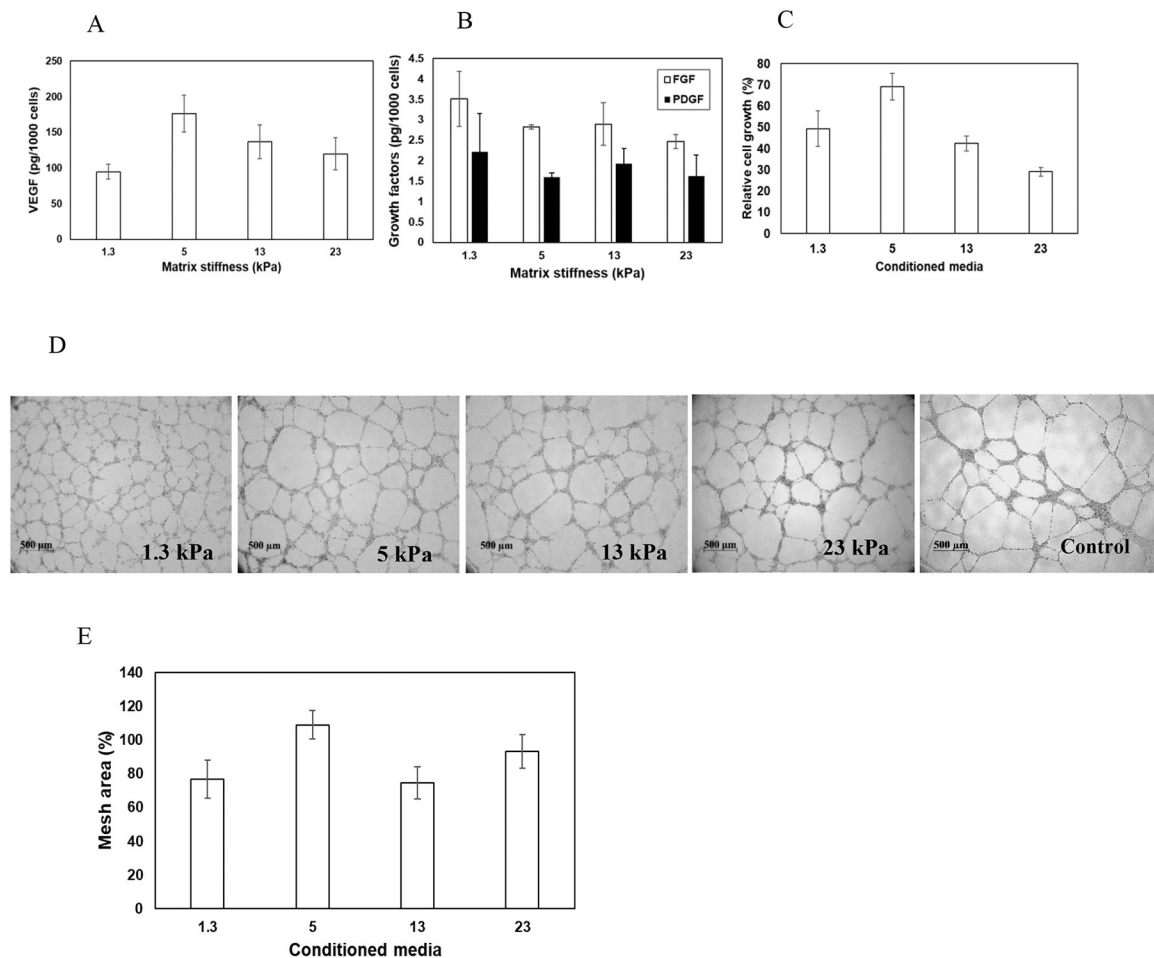 A
250
200
150
100
50
0
VEGF (pg/1000 cells)
1.3 5 13 23
Matrix stiffness (kPa)
B
4.5
4
3.5
3
2.5
2
1.5
1
0.5
0
Growth factors (pg/1000 cells)
FGF
PDGF
1.3 5 13 23
Matrix stiffness (kPa)
C
80
70
60
50
40
30
20
10
0
Relative cell growth (%)
1.3 5 13 23
Conditioned media
D
500 µm
1.3 kPa
500 µm
5 kPa
500 µm
13 kPa
500 µm
23 kPa
500 µm
Control
E
140
120
100
80
60
40
20
0
Mesh area (%)
1.3 5 13 23
Conditioned media